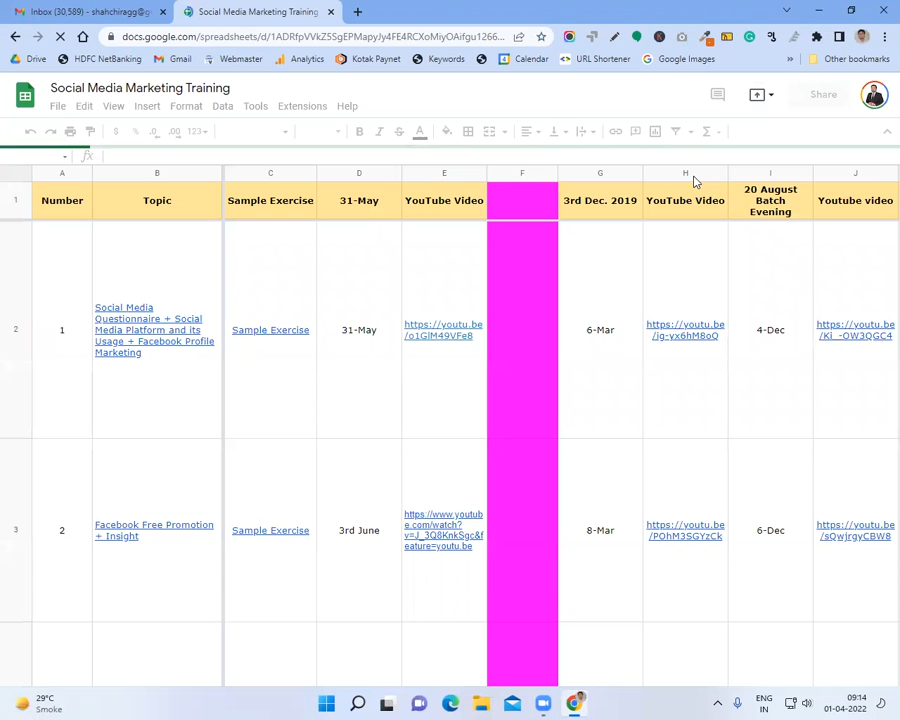 Inbox (30,589) - shahchiragg@g
Social Media Marketing Training
docs.google.com/spreadsheets/d/1ADRfpVVkZ5SgEPMapyJy4FE4RCXoMiyOAifgu1266...
Drive
HDFC NetBanking
Gmail
Webmaster
Analytics
Kotak Paynet
Keywords
Calendar
URL Shortener
Google Images
»
Other bookmarks
Social Media Marketing Training
File Edit View Insert Format Data Tools Extensions Help
Share
$ % .0 .00 123
B I S A
fx
A B C D E F G H I J
1 Number Topic Sample Exercise 31-May YouTube Video 3rd Dec. 2019 YouTube Video 20 August Batch Evening Youtube video
2
1
Social Media
Questionnaire + Social
Media Platform and its
Usage + Facebook Profile
Marketing
Sample Exercise
31-May
https://youtu.be
/o1GlM49VFe8
6-Mar
https://youtu.be
/ig-yx6hM8oQ
4-Dec
https://youtu.be
/Ki_-OW3QGC4
3
2
Facebook Free Promotion
+ Insight
Sample Exercise
3rd June
https://www.youtub
e.com/watch?
v=J_3Q8KnkSgc&f
eature=youtu.be
8-Mar
https://youtu.be
/POhM3SGYzCk
6-Dec
https://youtu.be
/sQwjrgyCBW8
29°C
Smoke
ENG
IN
09:14
01-04-2022